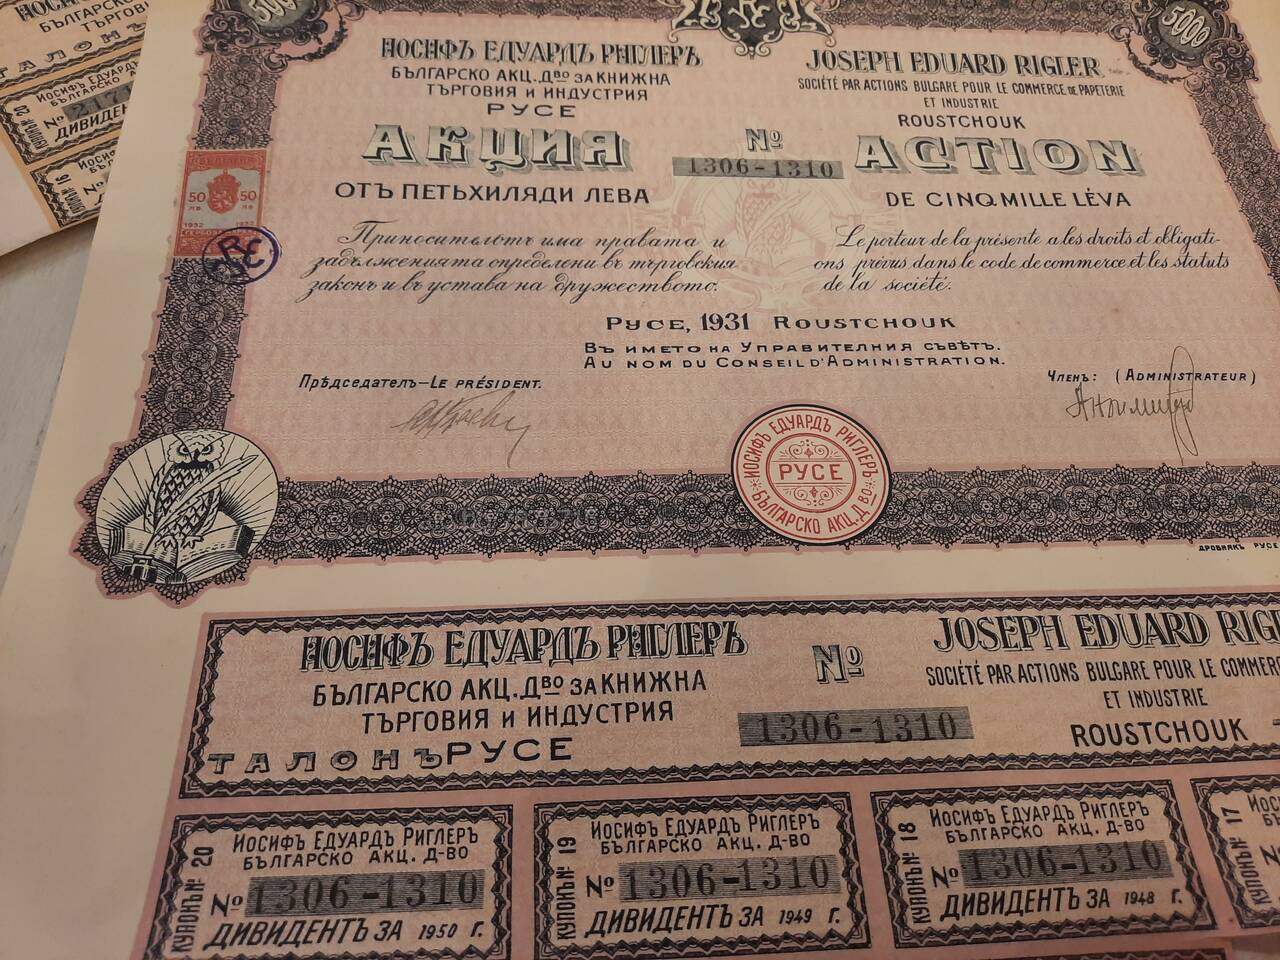 ИОСИФЪ ЕДУАРДЪ РИГЛЕРЪ
БЪЛГАРСКО АКЦ. ДВО ЗА КНИЖНА
ТЪРГОВИЯ И ИНДУСТРИЯ
РУСЕ
JOSEPH EDUARD RIGLER
SOCIÉTÉ PAR ACTIONS BULGARE POUR LE COMMERCE DE PAPETERIE
ET INDUSTRIE
ROUSTCHOUK
5000
АКЦИЯ
№
1306-1310
ACTION
ОТЪ ПЕТЬХИЛЯДИ ЛЕВА
DE CINQ MILLE LÉVA
50 50
ЛВ ЛВ
1932 1932
Приносительтъ има правата и
задълженията определени въ търговския
законъ и въ устава на дружеството.
Le porteur de la présente a les droits et obligati-
ons prévus dans le code de commerce et les statuts
de la société.
РУСЕ, 1931 ROUSTCHOUK
ВЪ ИМЕТО НА УПРАВИТЕЛНИЯ СЪВѢТЪ.
AU NOM DU CONSEIL D'ADMINISTRATION.
Прѣдседатель-LE PRÉSIDENT.
Членъ: (ADMINISTRATEUR)
ИОСИФЪ ЕДУАРДЪ РИГЛЕРЪ
РУСЕ
БЪЛГАРСКО АКЦ. Д ВО
ДРОБНЯКЪ РУСЕ
ИОСИФЪ ЕДУАРДЪ РИГЛЕРЪ
БЪЛГАРСКО АКЦ. ДВО ЗА КНИЖНА
ТЪРГОВИЯ И ИНДУСТРИЯ
ТАЛОНЪ РУСЕ
№
1306-1310
JOSEPH EDUARD RIG
SOCIÉTÉ PAR ACTIONS BULGARE POUR LE COMMER
ET INDUSTRIE
ROUSTCHOUK
КУПОНЪ № 20
ИОСИФЪ ЕДУАРДЪ РИГЛЕРЪ
БЪЛГАРСКО АКЦ. Д-ВО
№ 1306-1310
ДИВИДЕНТЪ ЗА 1950 г.
КУПОНЪ № 19
ИОСИФЪ ЕДУАРДЪ РИГЛЕРЪ
БЪЛГАРСКО АКЦ. Д-ВО
№ 1306-1310
ДИВИДЕНТЪ ЗА 1949 г.
КУПОНЪ № 18
ИОСИФЪ ЕДУАРДЪ РИГЛЕРЪ
БЪЛГАРСКО АКЦ. Д-ВО
№ 1306-1310
ДИВИДЕНТЪ ЗА 1948 г.
КУПОНЪ № 17